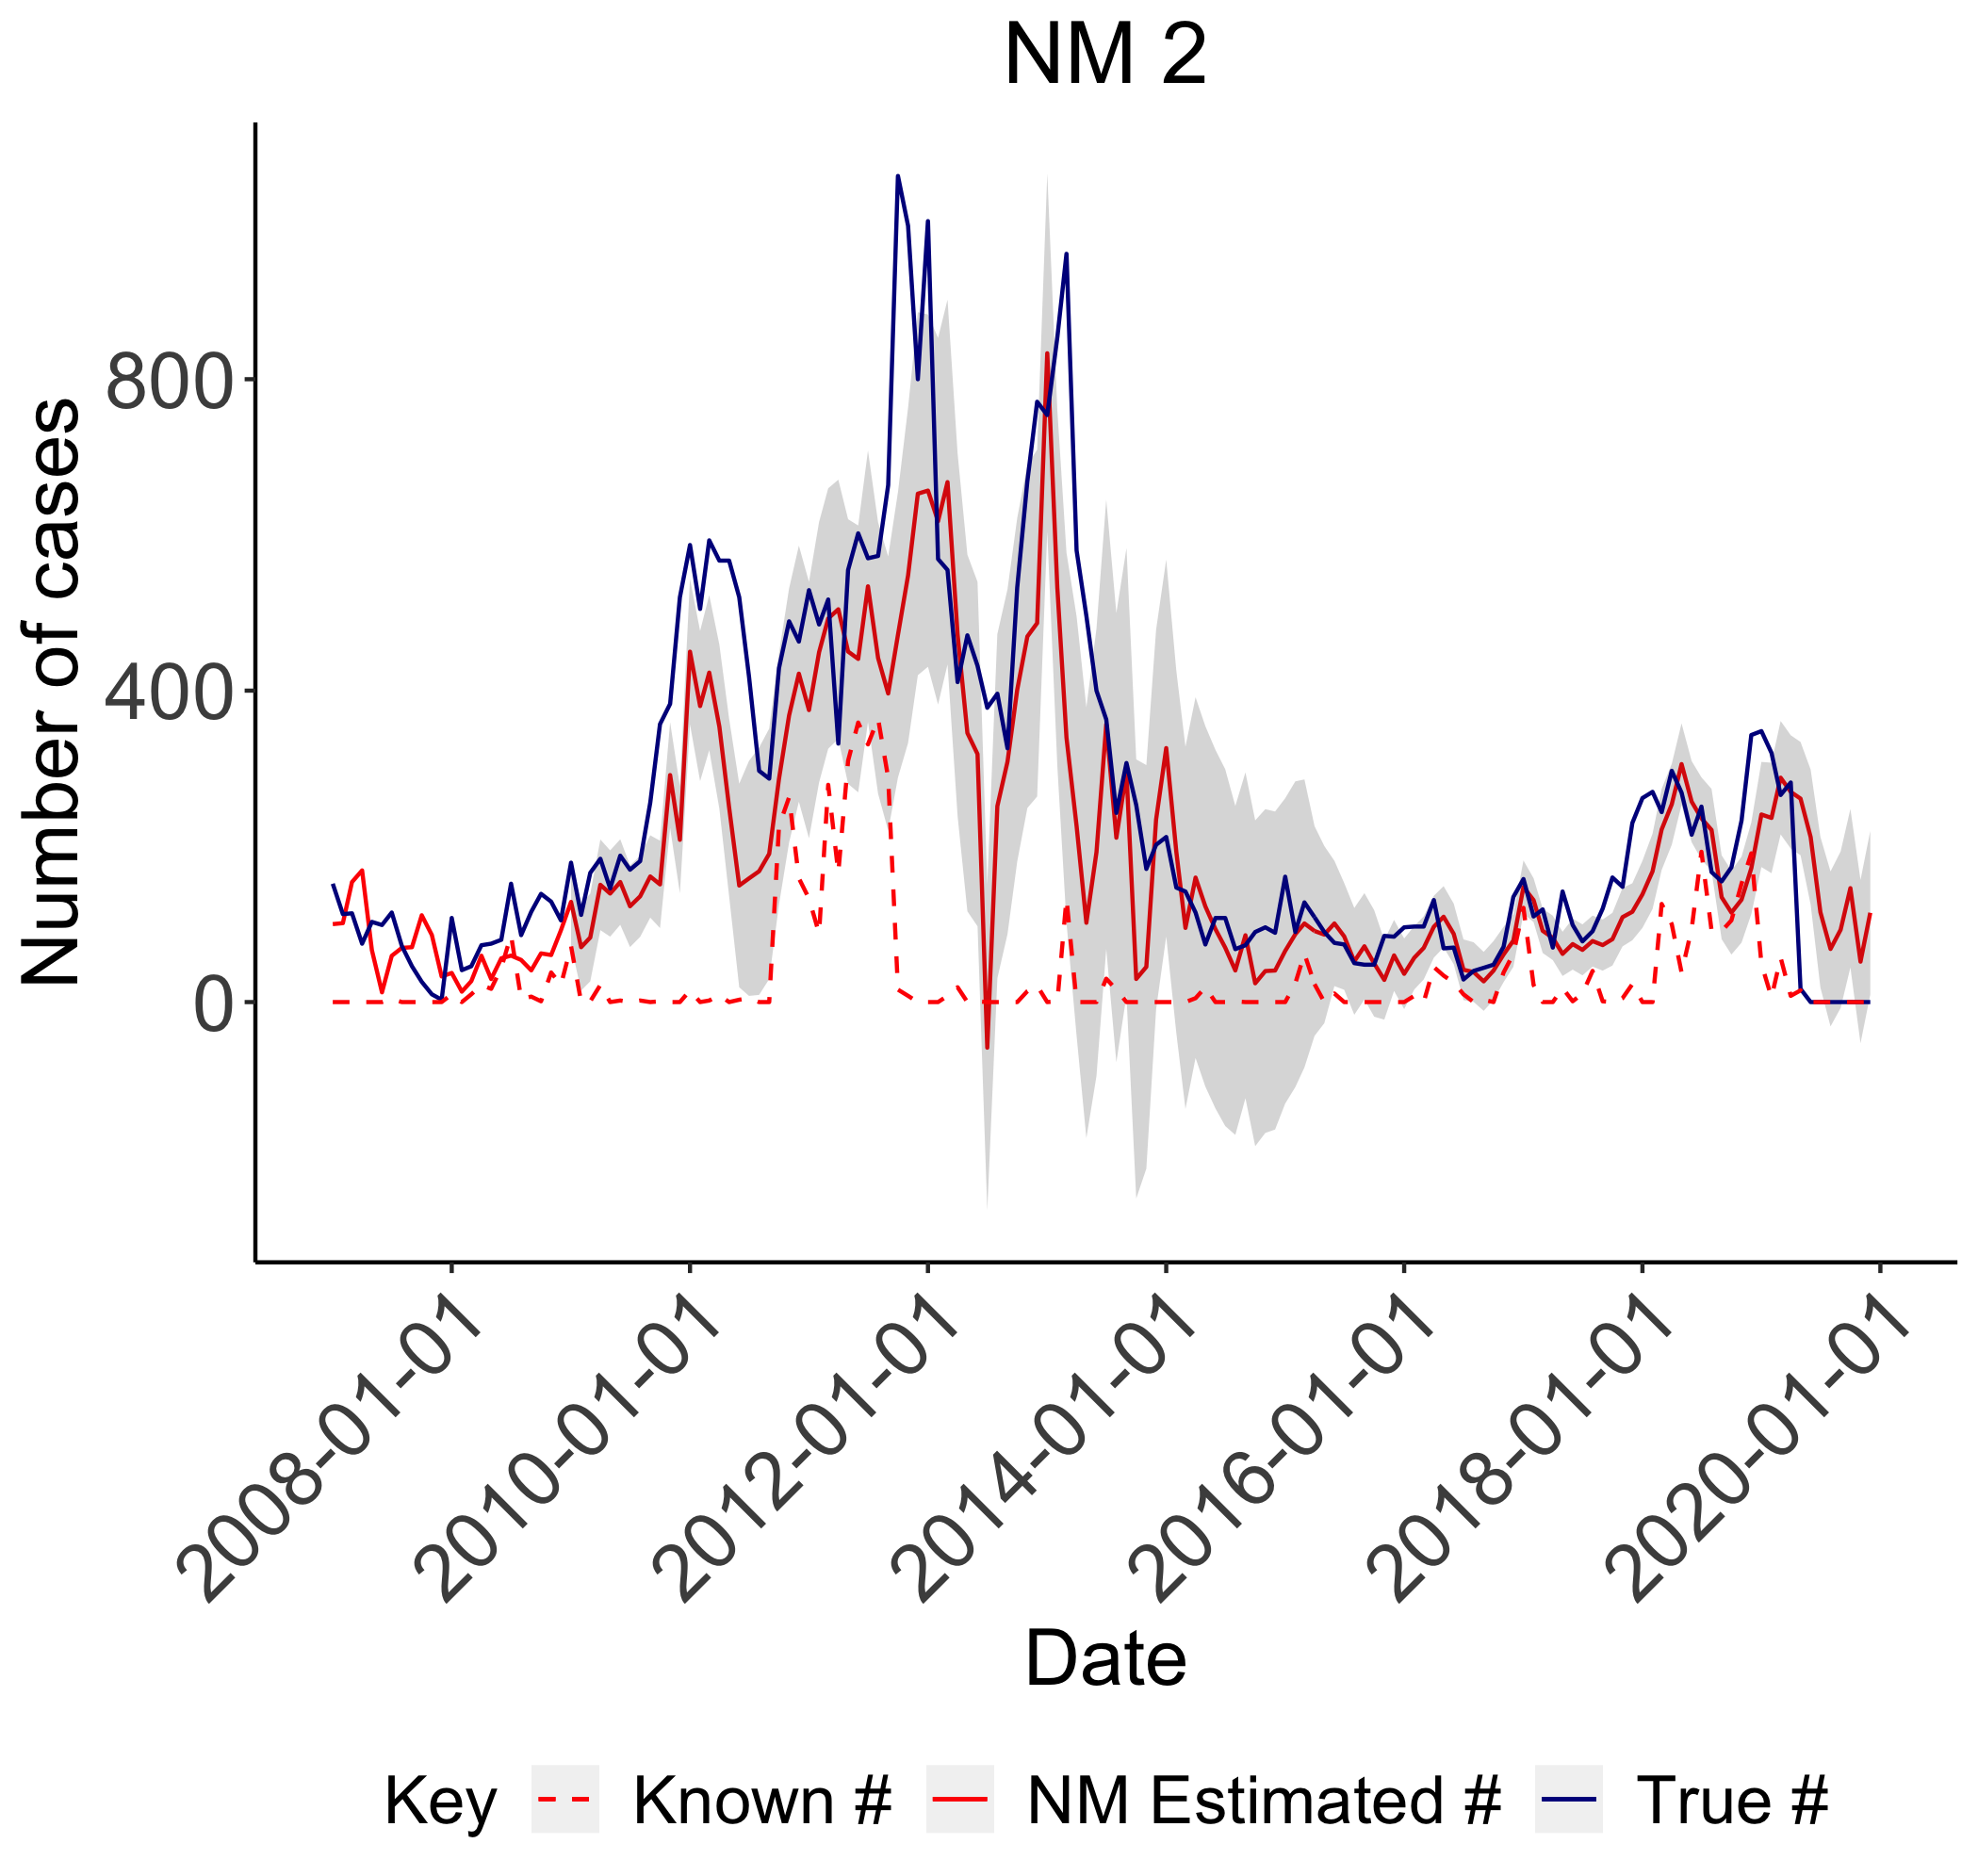 NM 2
Number of cases
800
400
0
2008-01-01
2010-01-01
2012-01-01
2014-01-01
2016-01-01
2018-01-01
2020-01-01
Date
Key Known # NM Estimated # True #